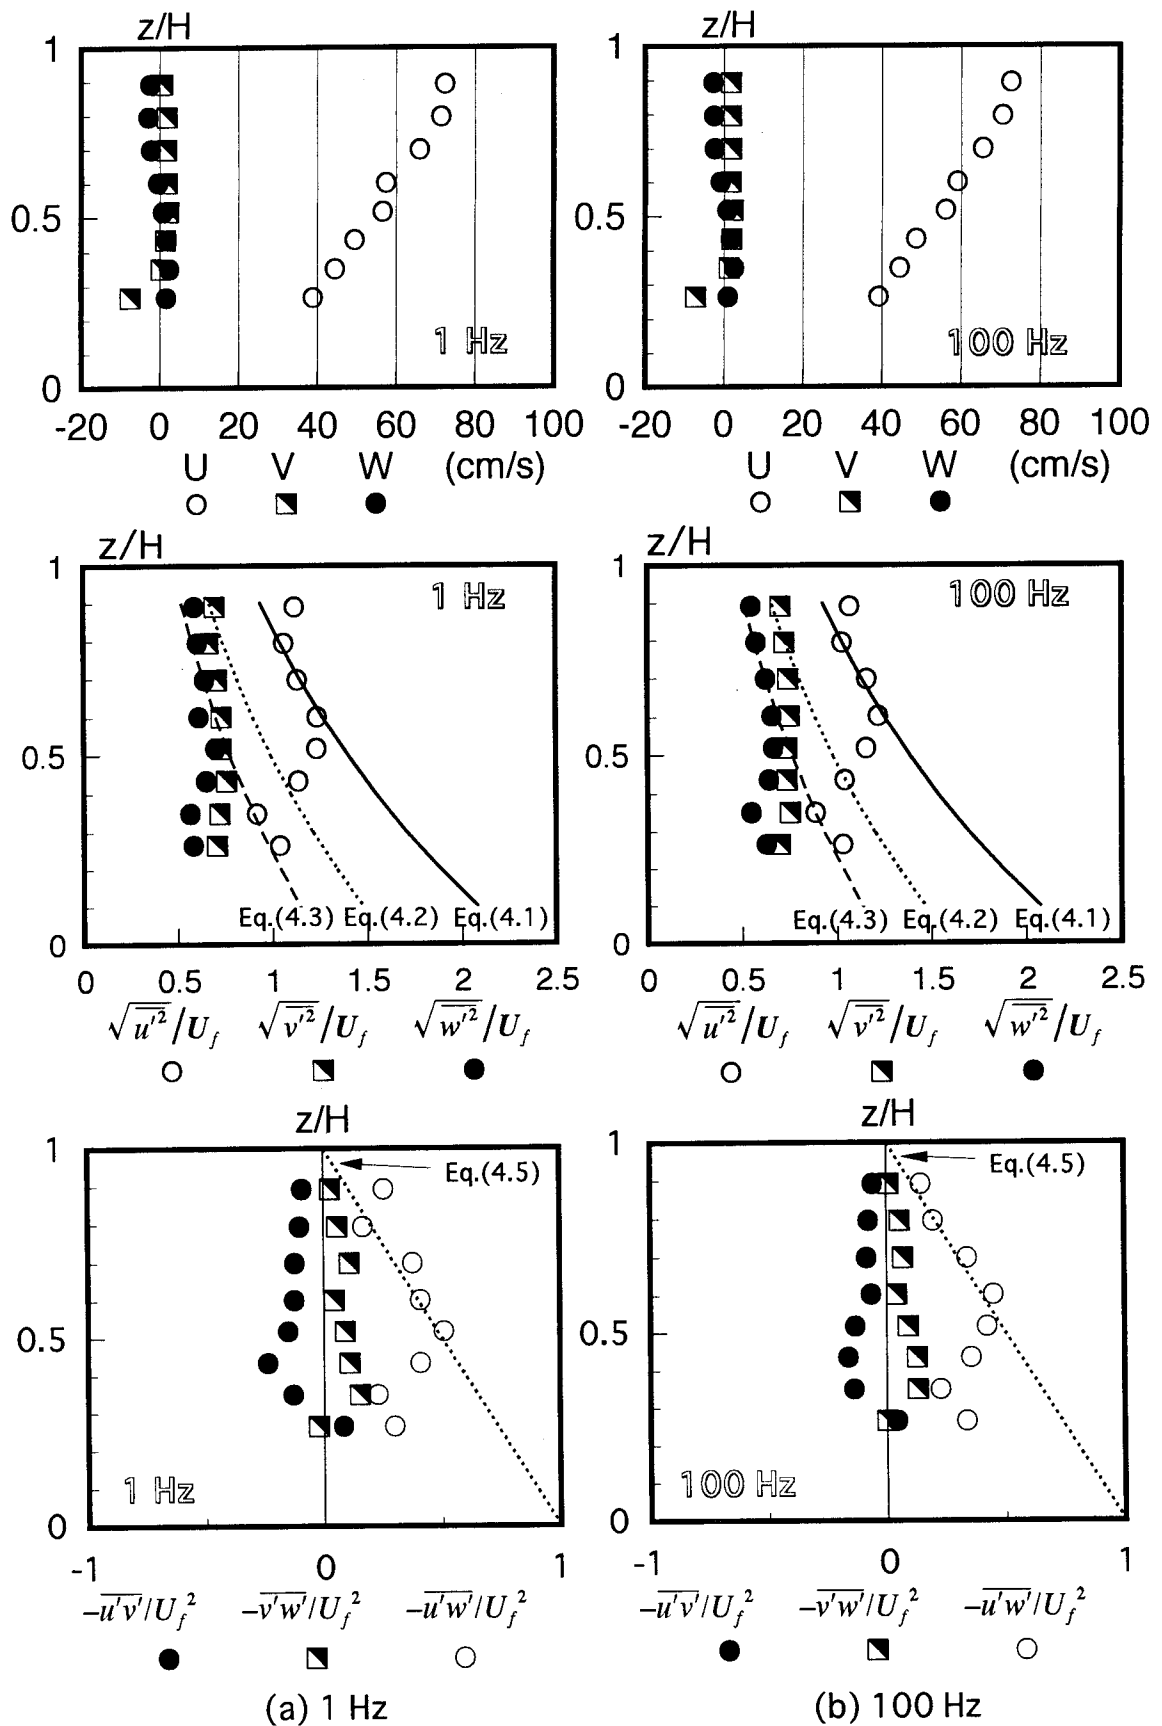 z/H z/H
1 1
0.5 0.5
1 Hz 100 Hz
0 0
-20 0 20 40 60 80 100 -20 0 20 40 60 80 100
U V W (cm/s) U V W (cm/s)
z/H z/H
1 1
1 Hz 100 Hz
0.5 0.5
Eq.(4.3) Eq.(4.2) Eq.(4.1) Eq.(4.3) Eq.(4.2) Eq.(4.1)
0 0
0 0.5 1 1.5 2 2.5 0 0.5 1 1.5 2 2.5
√u'²/U_f √v'²/U_f √w'²/U_f √u'²/U_f √v'²/U_f √w'²/U_f
z/H z/H
1 1
Eq.(4.5) Eq.(4.5)
0.5 0.5
1 Hz 100 Hz
0 0
-1 0 1 -1 0 1
-u'v'/U_f² -v'w'/U_f² -u'w'/U_f² -u'v'/U_f² -v'w'/U_f² -u'w'/U_f²
(a) 1 Hz (b) 100 Hz